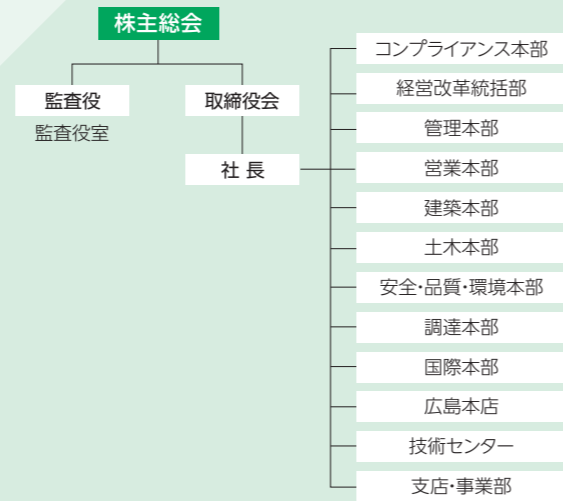 株主総会
監査役
監査役室
取締役会
社長
コンプライアンス本部
経営改革統括部
管理本部
営業本部
建築本部
土木本部
安全・品質・環境本部
調達本部
国際本部
広島本店
技術センター
支店・事業部